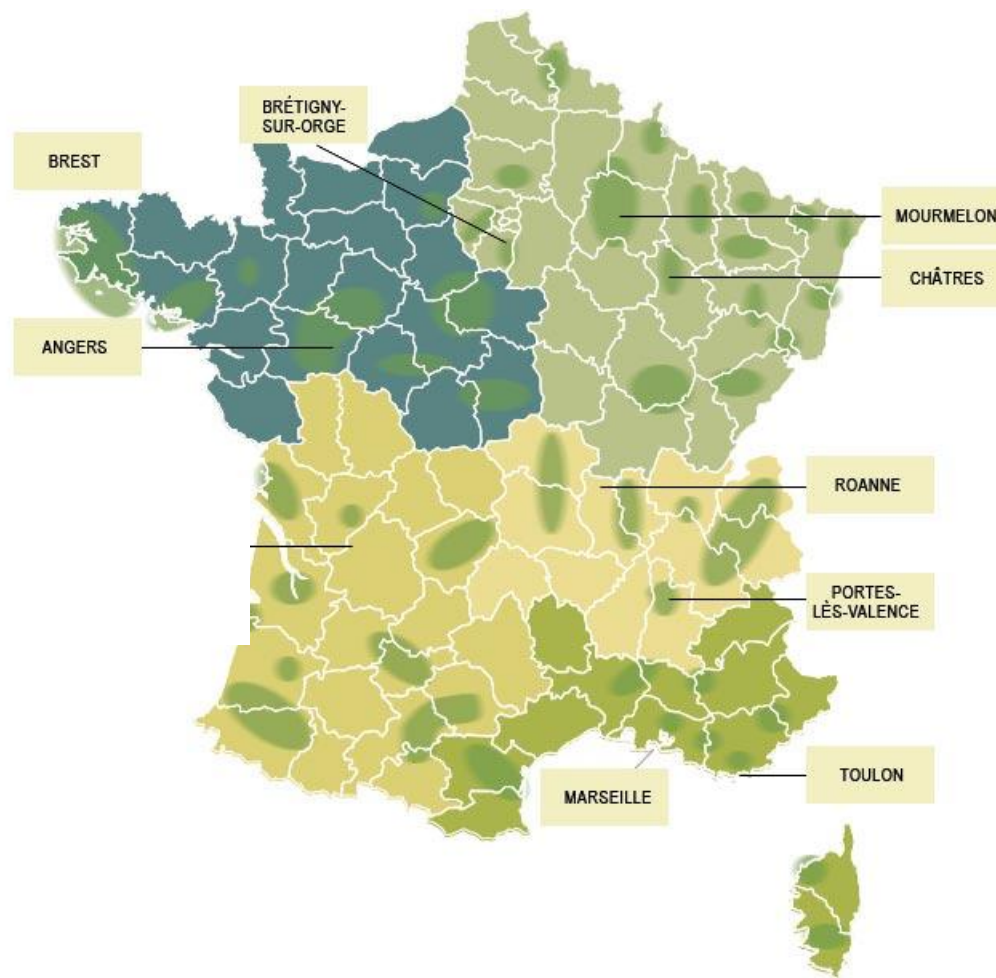 BRÉTIGNY-
SUR-ORGE
BREST
MOURMELON
CHÂTRES
ANGERS
ROANNE
PORTES-
LÈS-VALENCE
TOULON
MARSEILLE